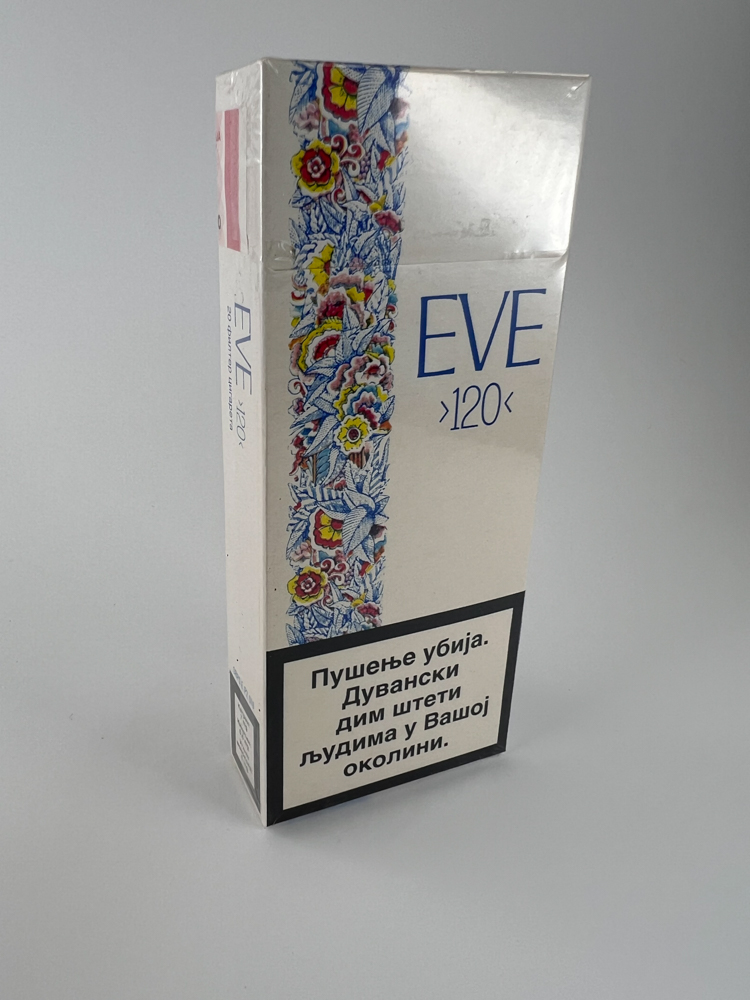 EVE
›120‹
Пушење убија.
Дувански
дим штети
људима у Вашој
околини.
EVE ›120‹
20 филтер цигарета